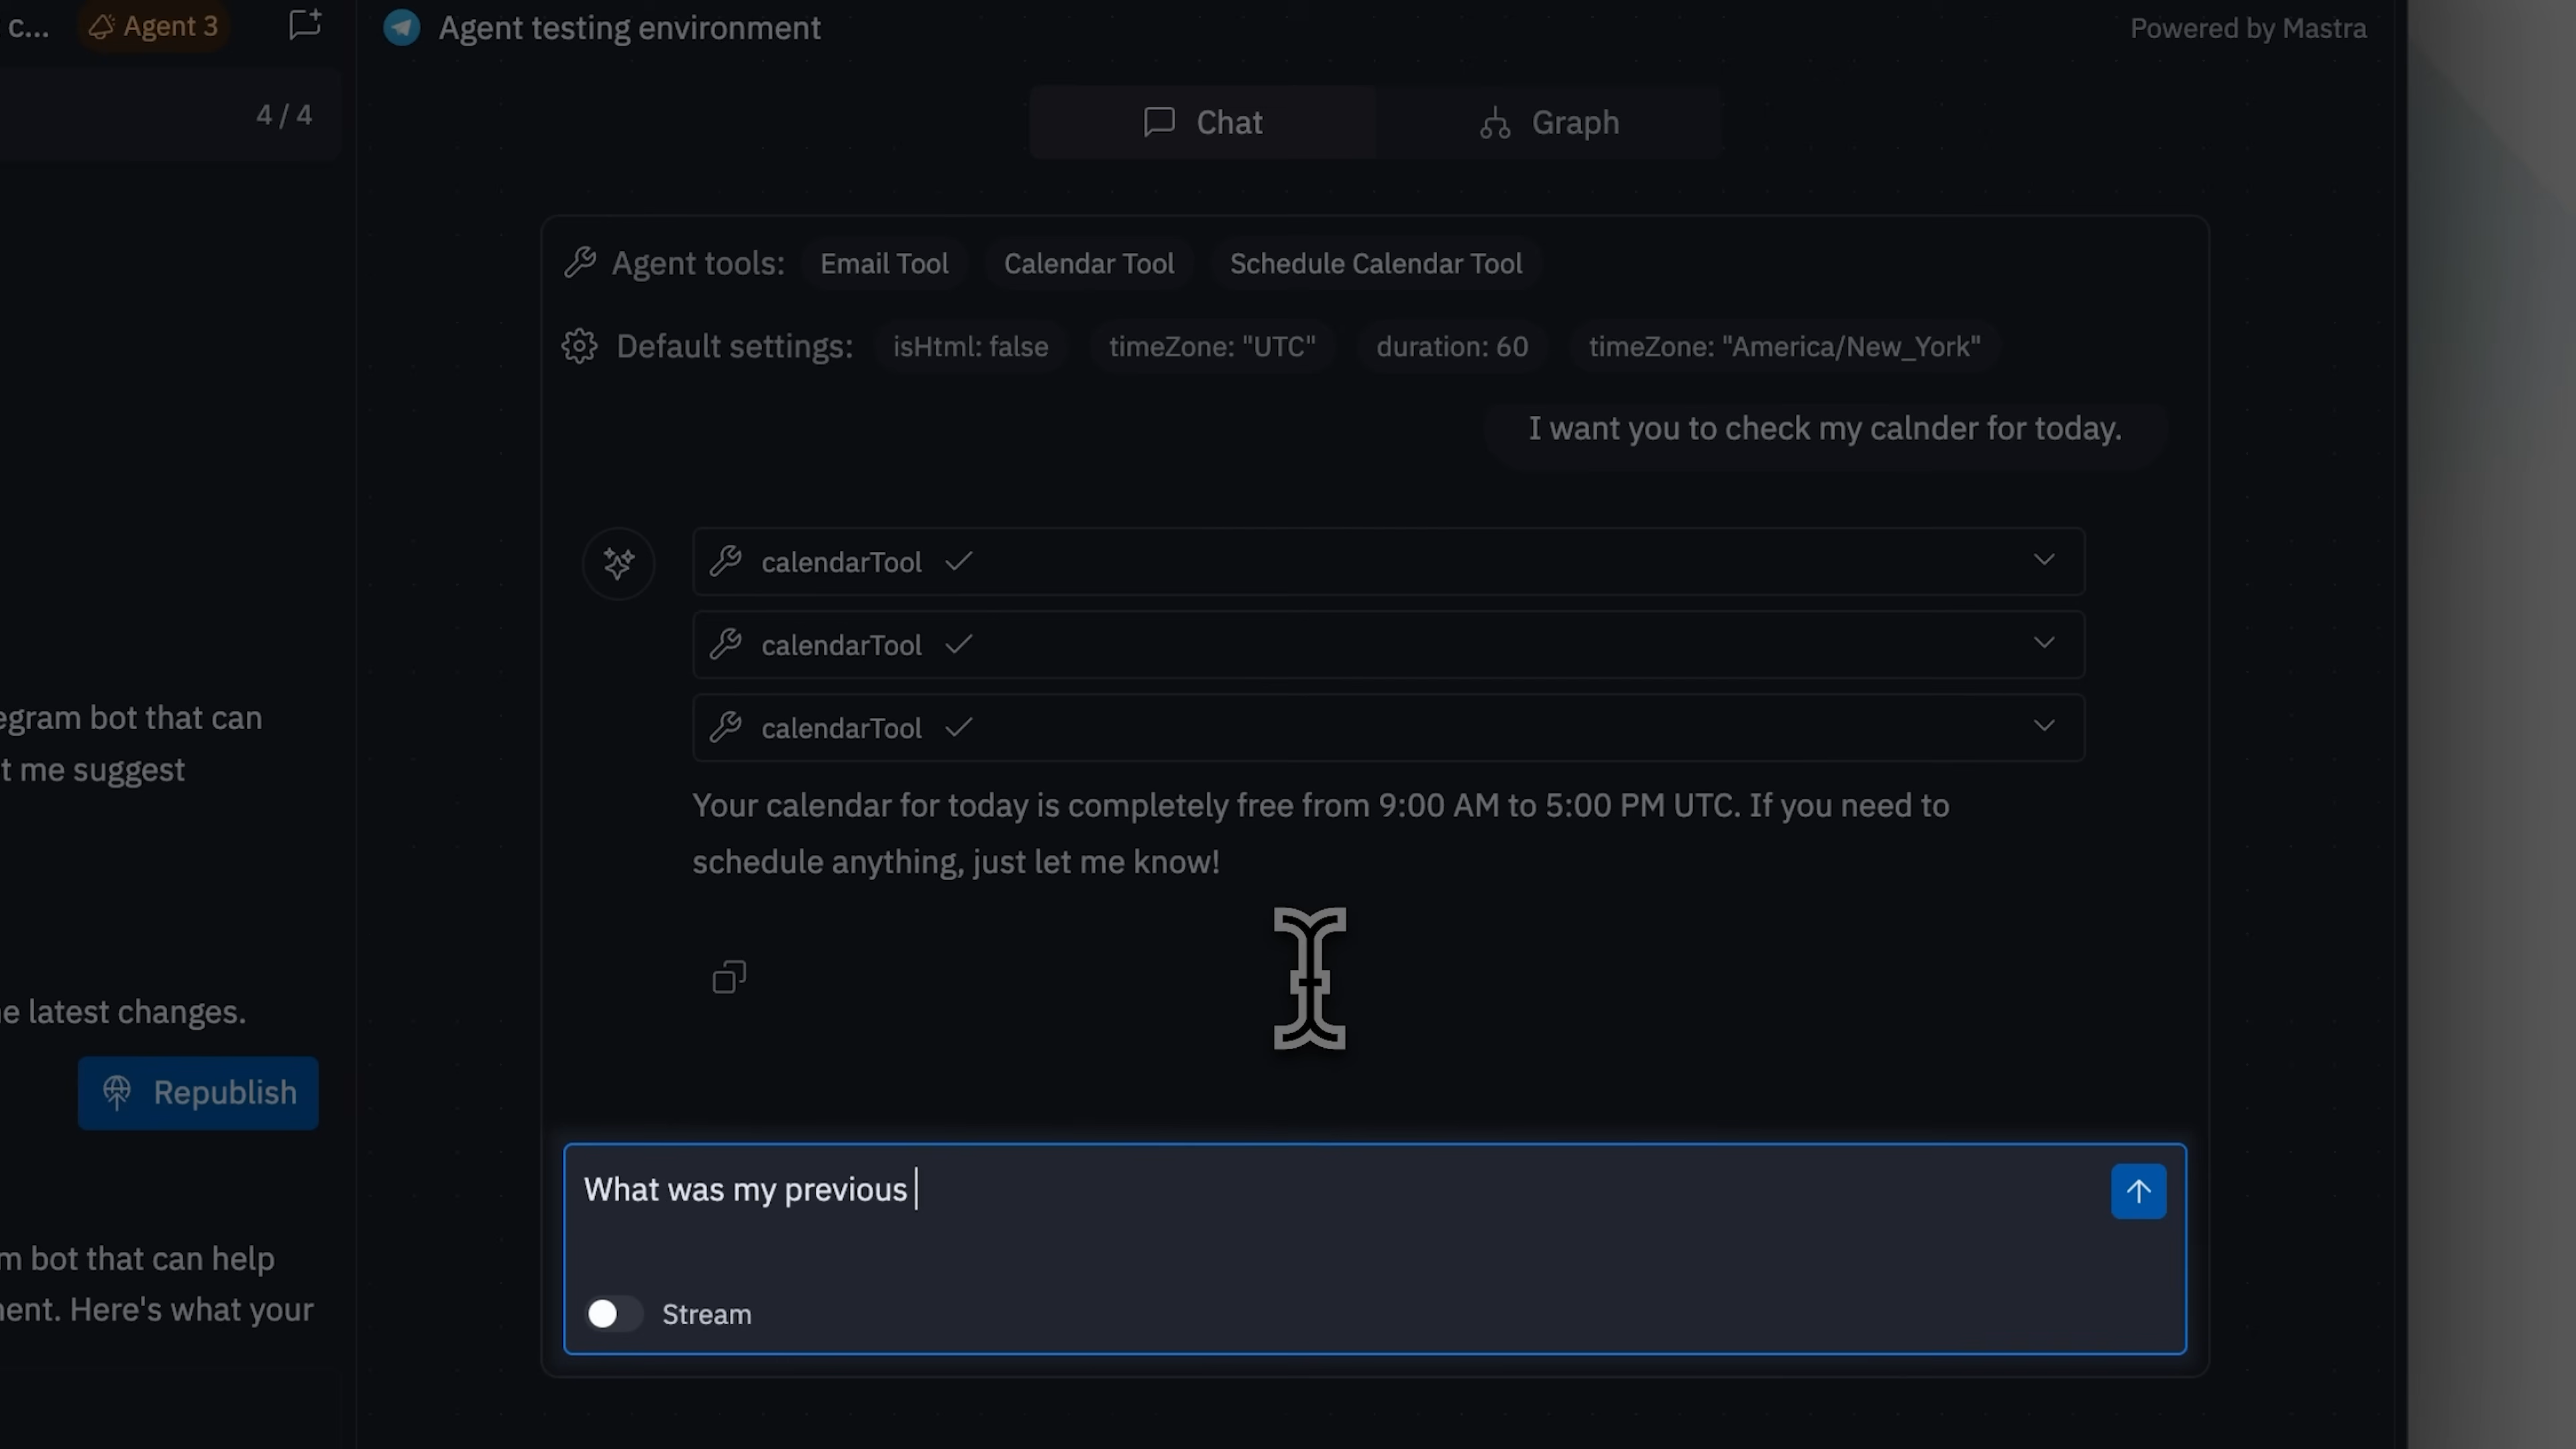 c... Agent 3
4 / 4
egram bot that can
t me suggest
e latest changes.
Republish
m bot that can help
nent. Here's what your
Agent testing environment
Powered by Mastra
Chat Graph
Agent tools: Email Tool Calendar Tool Schedule Calendar Tool
Default settings: isHtml: false timeZone: "UTC" duration: 60 timeZone: "America/New_York"
I want you to check my calnder for today.
calendarTool
calendarTool
calendarTool
Your calendar for today is completely free from 9:00 AM to 5:00 PM UTC. If you need to
schedule anything, just let me know!
What was my previous
Stream